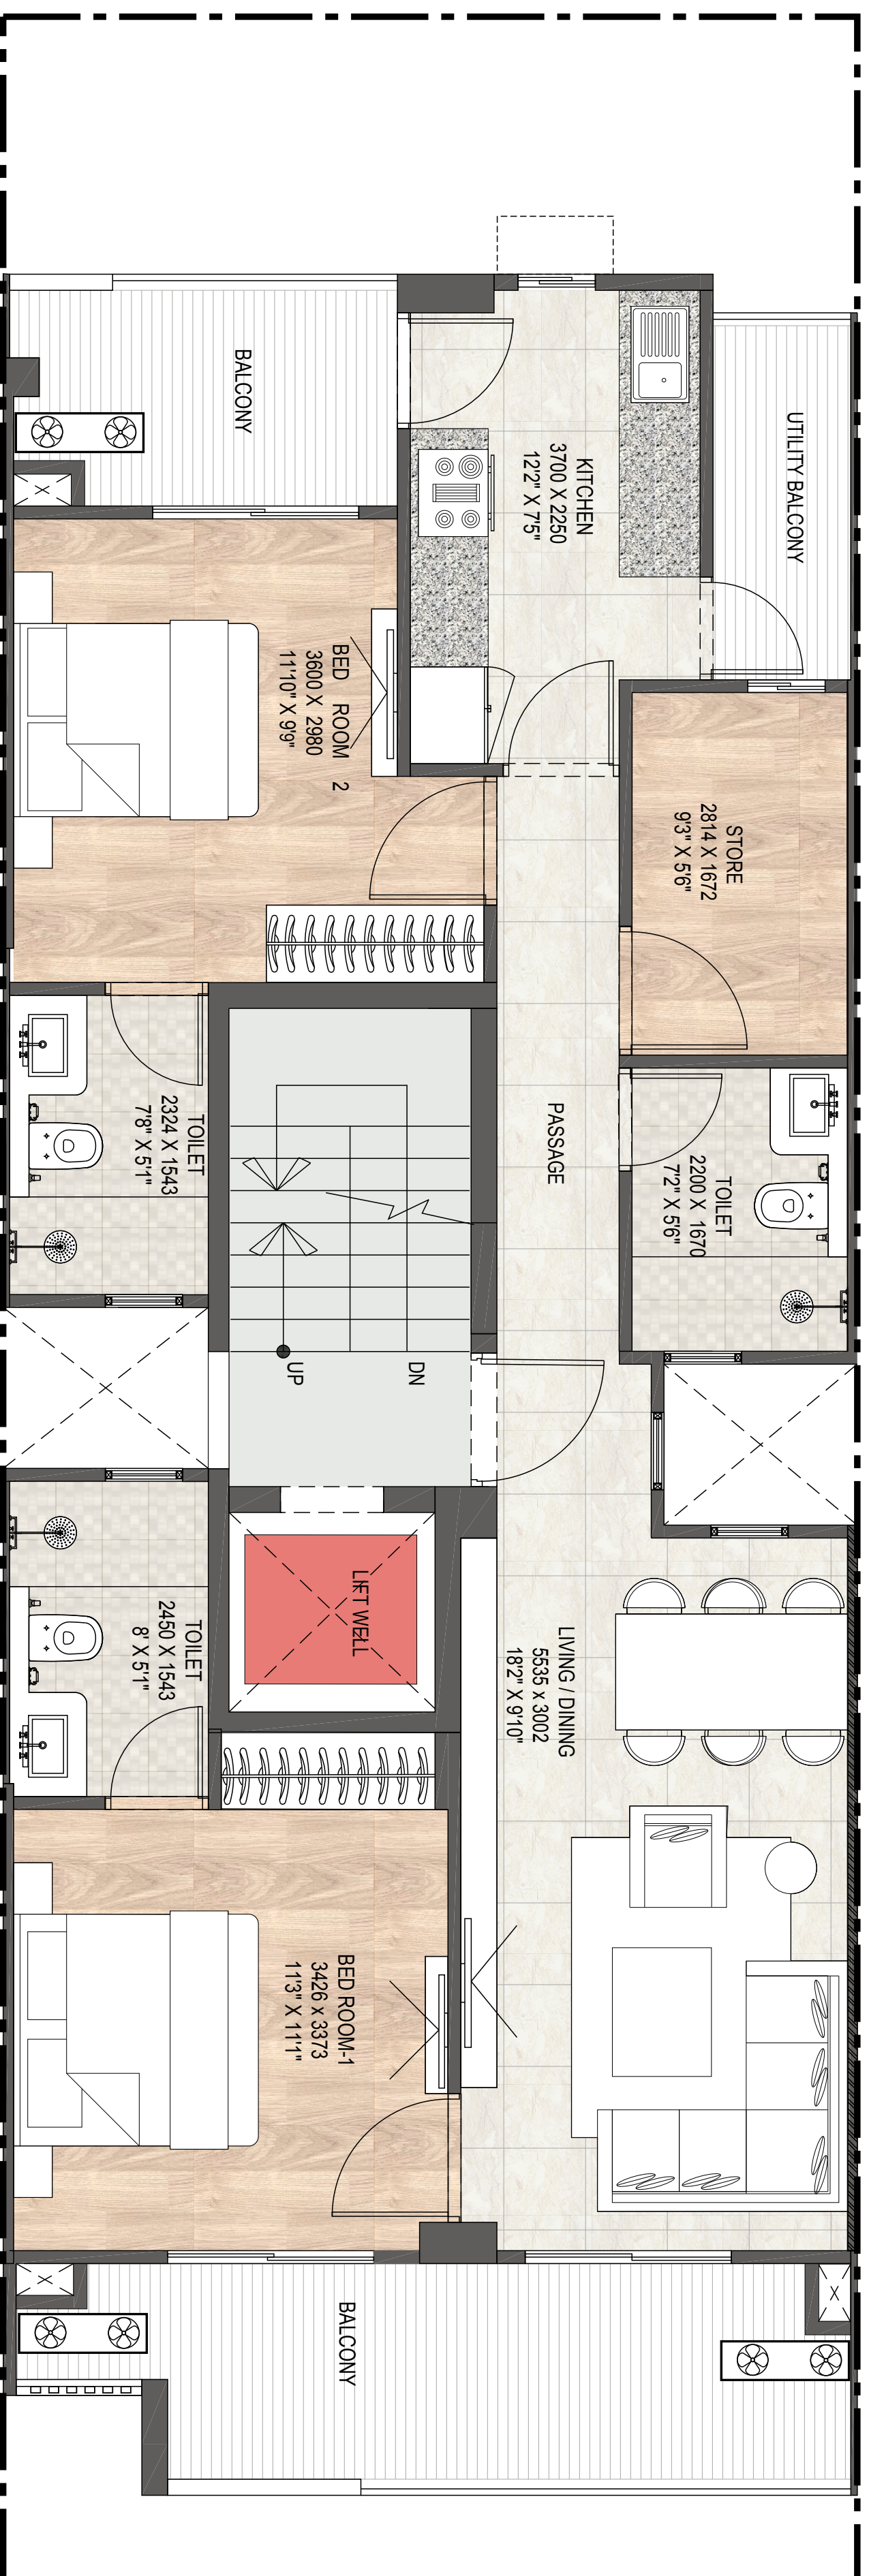 BALCONY
UTILITY BALCONY
KITCHEN
3700 X 2250
12'2" X 7'5"
BED ROOM 2
3600 X 2980
11'10" X 9'9"
STORE
2814 X 1672
9'3" X 5'6"
TOILET
2324 X 1543
7'8" X 5'1"
PASSAGE
TOILET
2200 X 1670
7'2" X 5'6"
UP
DN
LIFT WELL
TOILET
2450 X 1543
8' X 5'1"
LIVING / DINING
5535 x 3002
18'2" X 9'10"
BED ROOM-1
3426 x 3373
11'3" X 11'1"
BALCONY